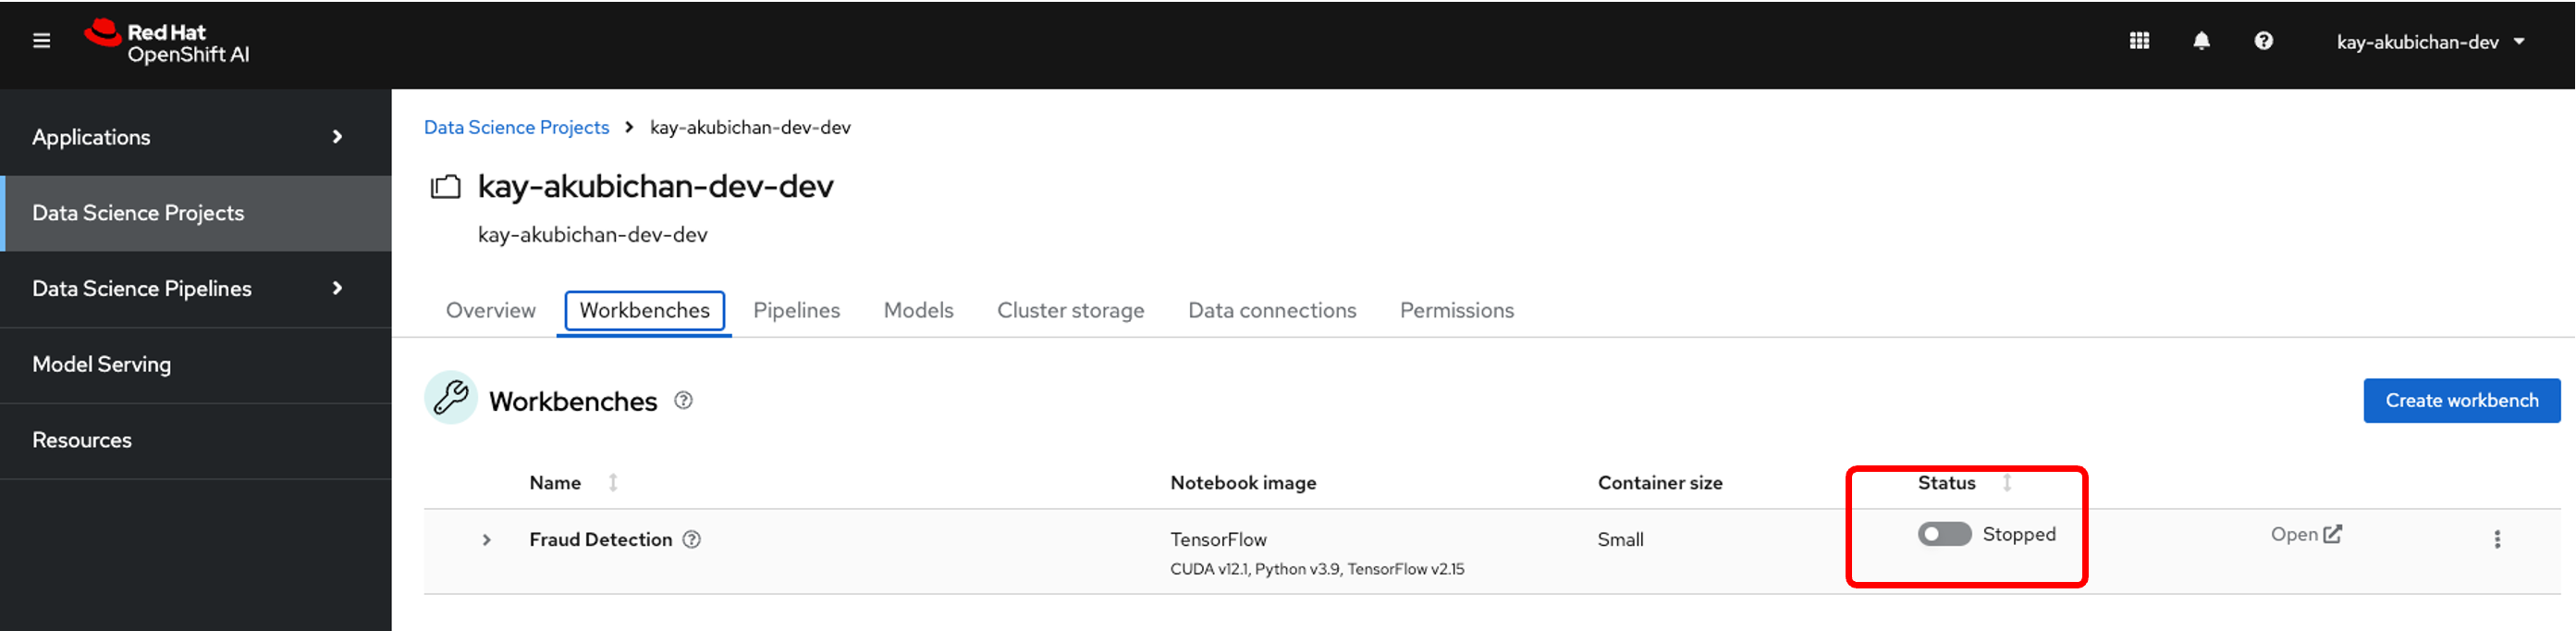 Red Hat
OpenShift AI
kay-akubichan-dev
Applications
Data Science Projects
Data Science Pipelines
Model Serving
Resources
Data Science Projects > kay-akubichan-dev-dev
kay-akubichan-dev-dev
kay-akubichan-dev-dev
Overview Workbenches Pipelines Models Cluster storage Data connections Permissions
Workbenches
Create workbench
Name Notebook image Container size Status
Fraud Detection TensorFlow Small Stopped Open
CUDA v12.1, Python v3.9, TensorFlow v2.15